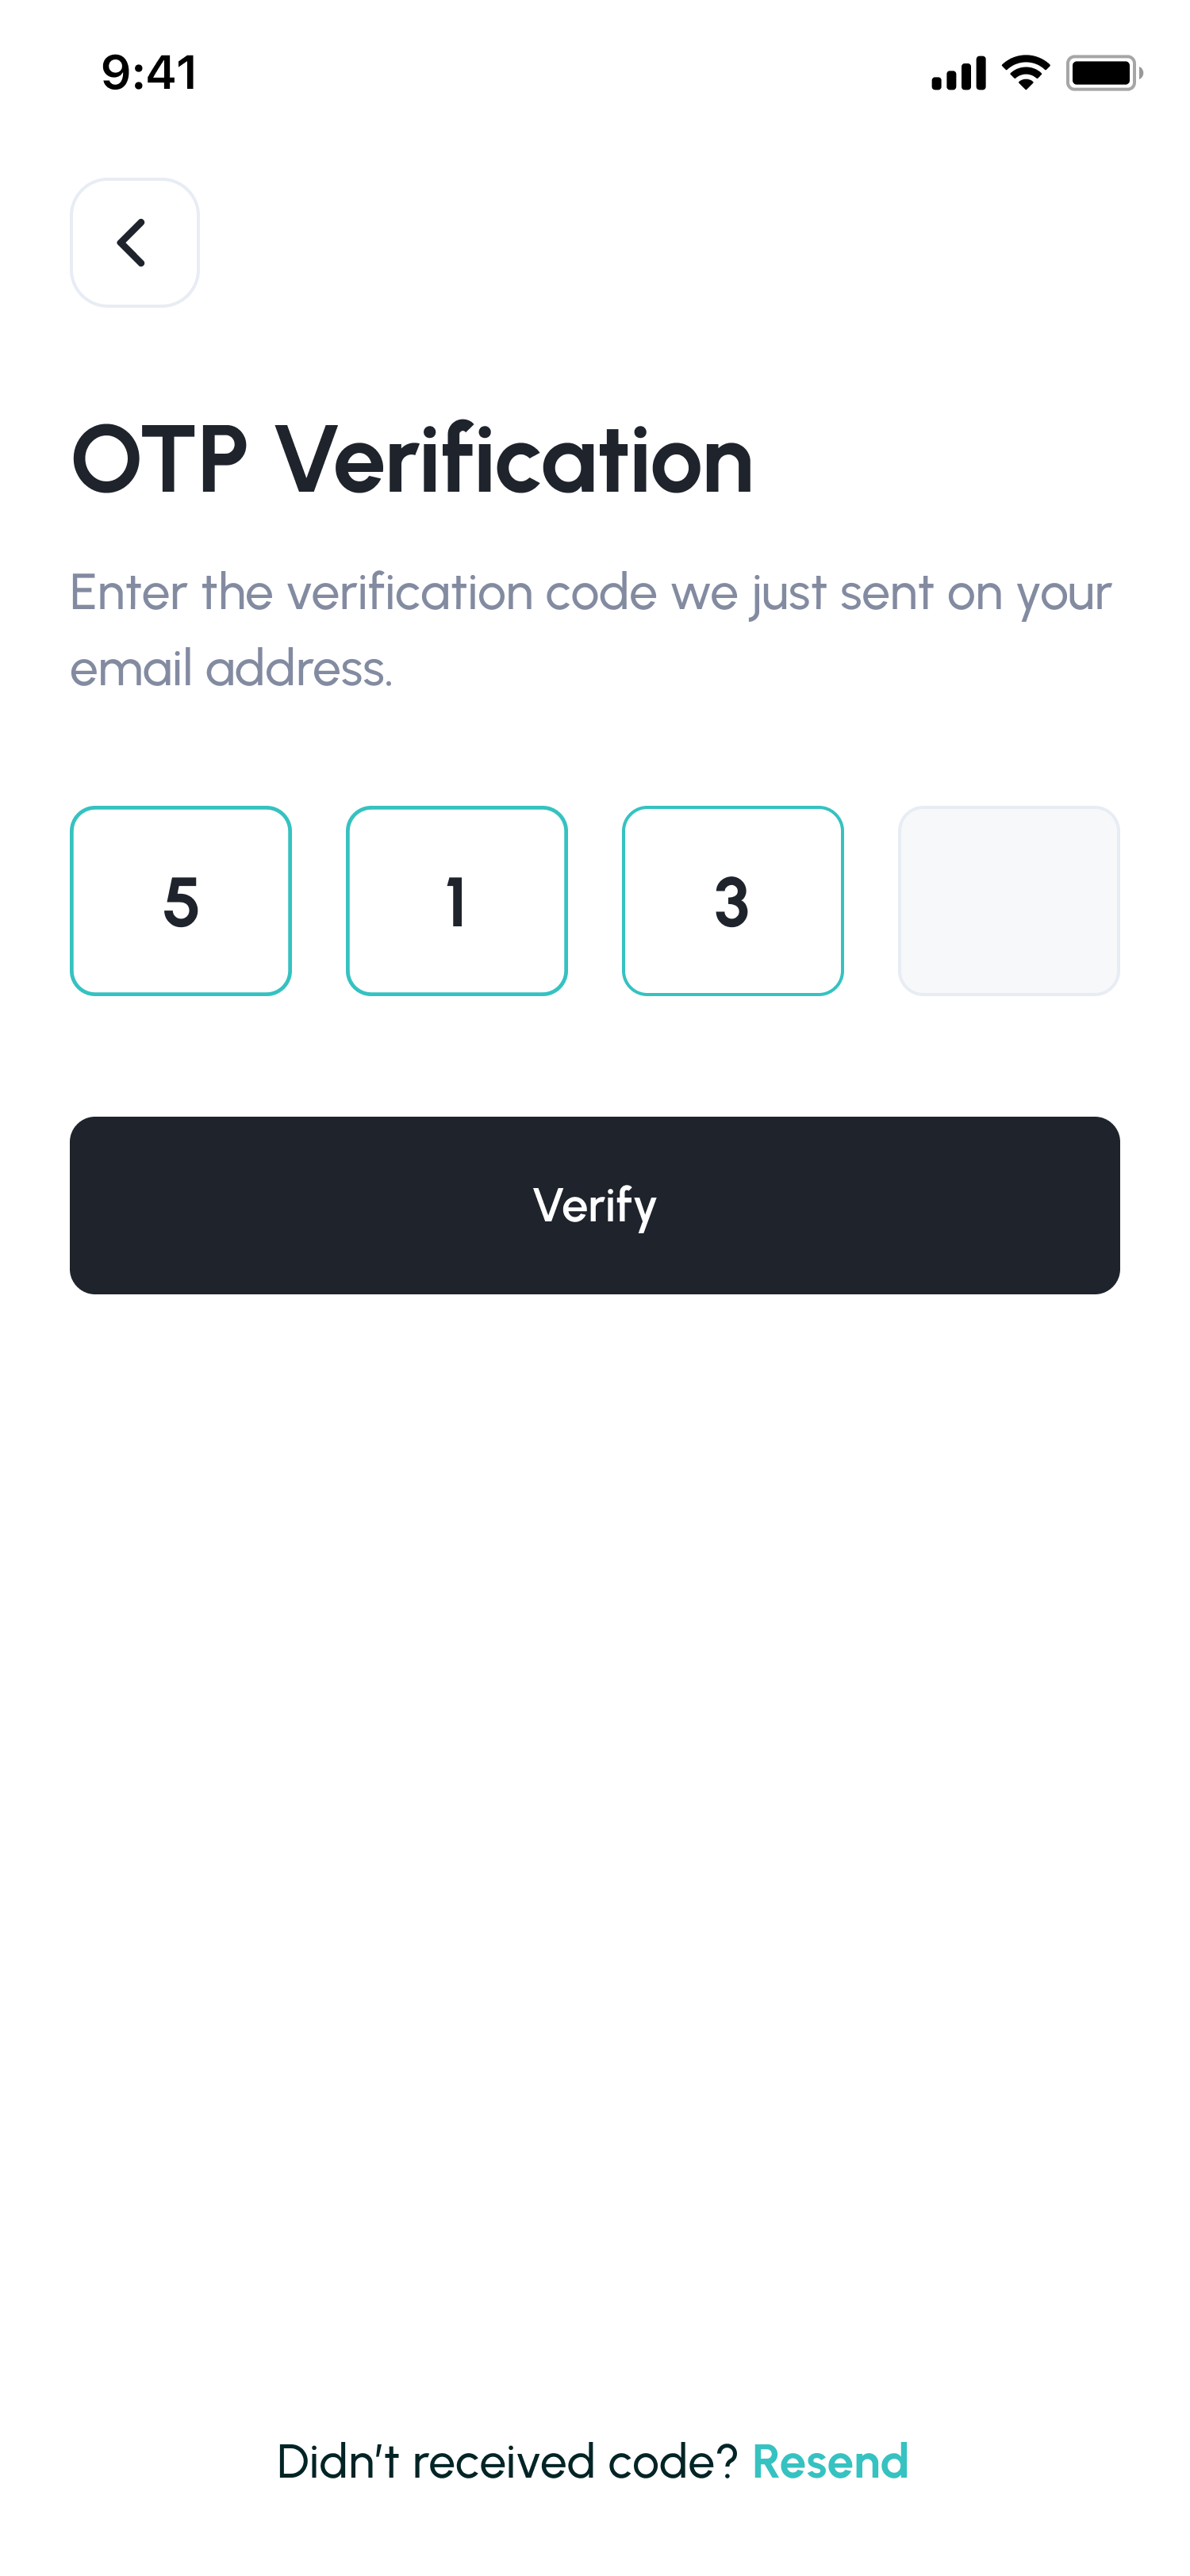 9:41
OTP Verification
Enter the verification code we just sent on your
email address.
5 1 3
Verify
Didn't received code? Resend